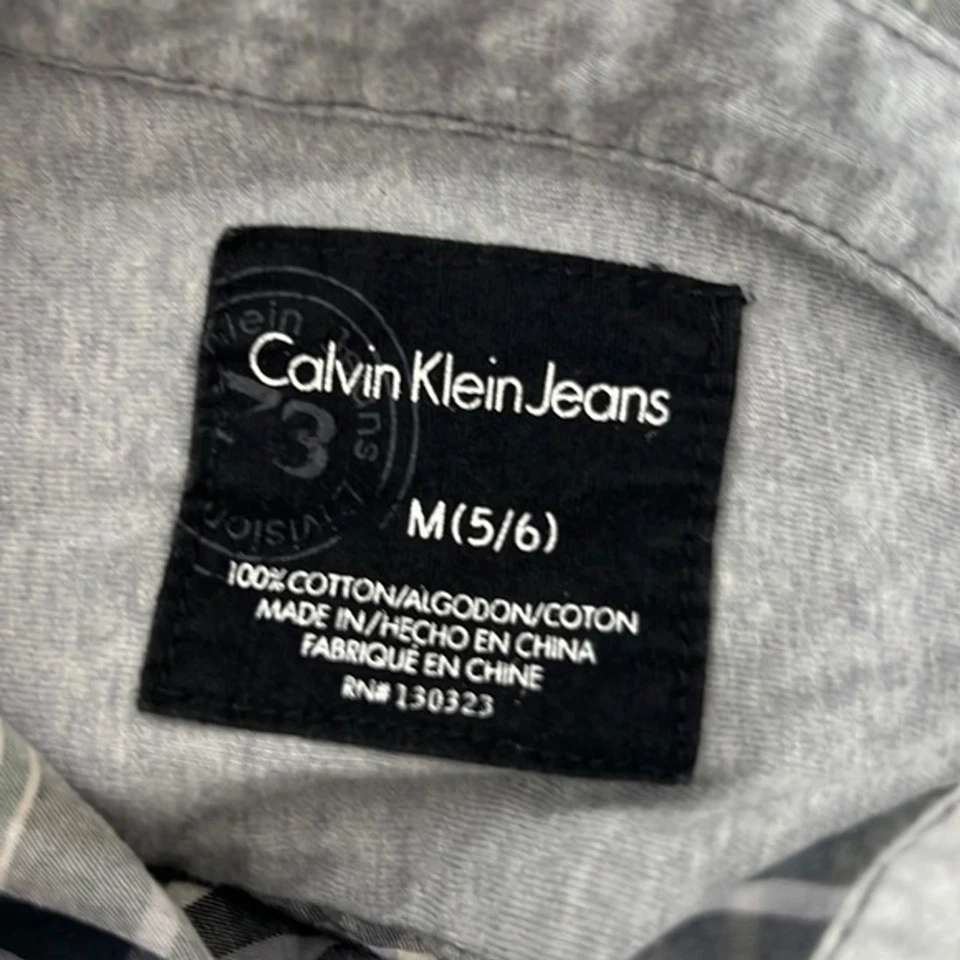 Calvin Klein Jeans
73
M(5/6)
100% COTTON/ALGODON/COTON
MADE IN/HECHO EN CHINA
FABRIQUÉ EN CHINE
RN# 130323